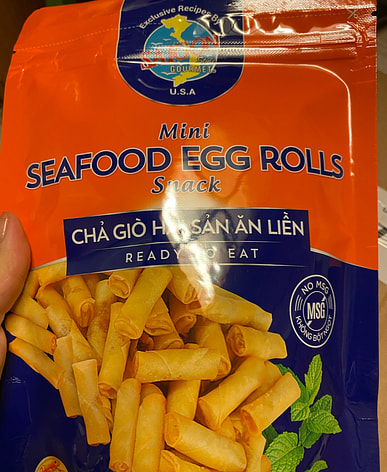 Exclusive Recipes By
GOURMET
U.S.A
Mini
SEAFOOD EGG ROLLS
Snack
CHẢ GIÒ HẢI SẢN ĂN LIỀN
READY TO EAT
NO MSG
MSG
KHÔNG BỘT NGỌT